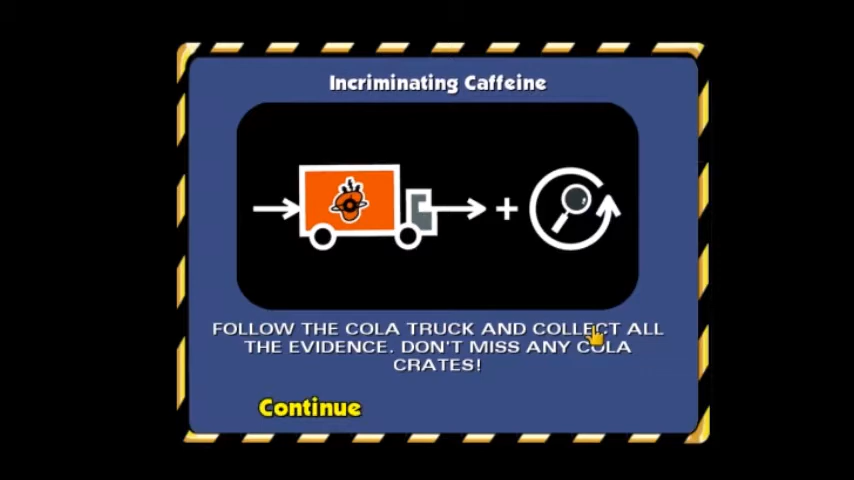 Incriminating Caffeine
FOLLOW THE COLA TRUCK AND COLLECT ALL
THE EVIDENCE. DON'T MISS ANY COLA
CRATES!
Continue